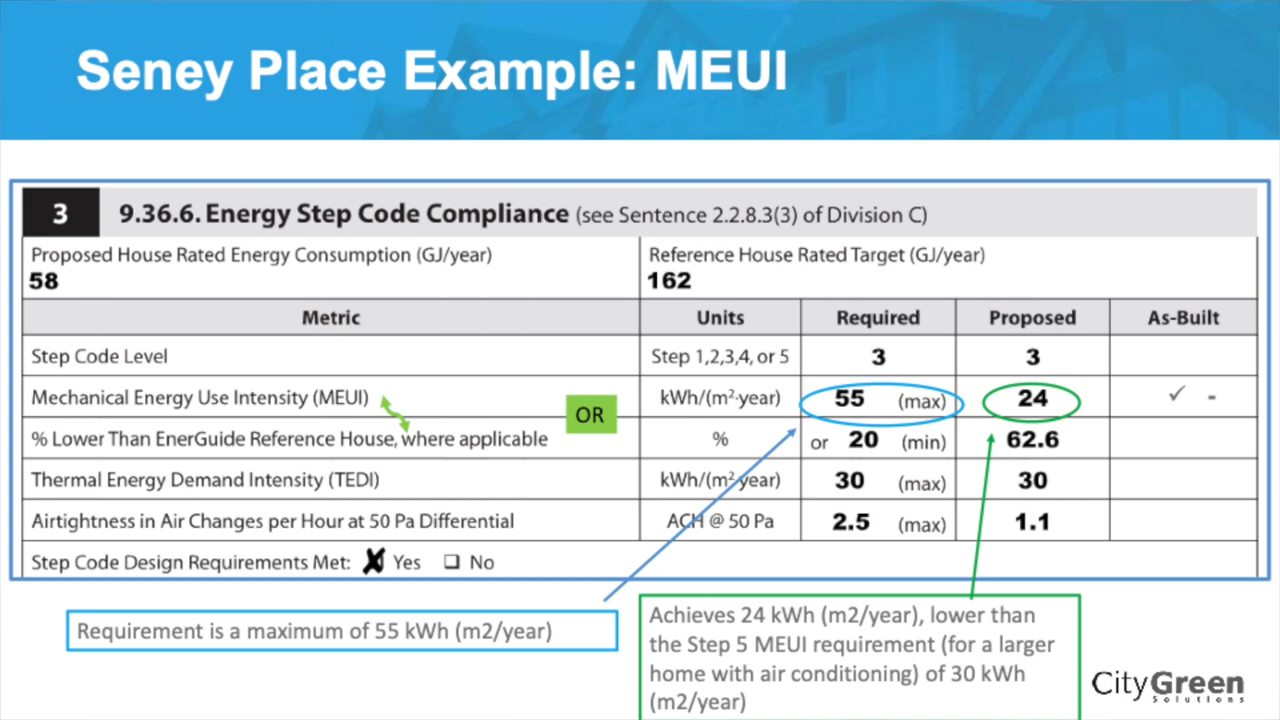 Seney Place Example: MEUI
3 9.36.6. Energy Step Code Compliance (see Sentence 2.2.8.3(3) of Division C)
Proposed House Rated Energy Consumption (GJ/year) Reference House Rated Target (GJ/year)
58 162
Metric Units Required Proposed As-Built
Step Code Level Step 1,2,3,4, or 5 3 3
Mechanical Energy Use Intensity (MEUI) kWh/(m²·year) 55 (max) 24 ✓ -
OR
% Lower Than EnerGuide Reference House, where applicable % or 20 (min) 62.6
Thermal Energy Demand Intensity (TEDI) kWh/(m²·year) 30 (max) 30
Airtightness in Air Changes per Hour at 50 Pa Differential ACH @ 50 Pa 2.5 (max) 1.1
Step Code Design Requirements Met: ✗ Yes ❑ No
Requirement is a maximum of 55 kWh (m2/year)
Achieves 24 kWh (m2/year), lower than
the Step 5 MEUI requirement (for a larger
home with air conditioning) of 30 kWh
(m2/year)
CityGreen
Solutions